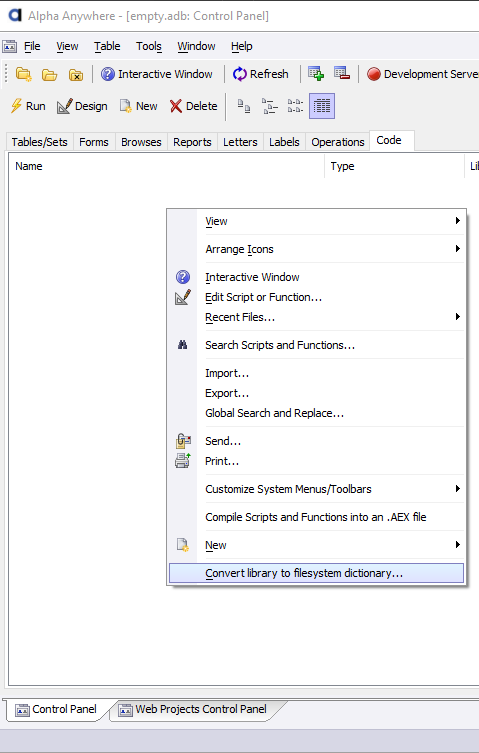 Alpha Anywhere - [empty.adb: Control Panel]
File View Table Tools Window Help
Interactive Window Refresh Development Serve
Run Design New Delete
Tables/Sets Forms Browses Reports Letters Labels Operations Code
Name Type Li
View
Arrange Icons
Interactive Window
Edit Script or Function...
Recent Files...
Search Scripts and Functions...
Import...
Export...
Global Search and Replace...
Send...
Print...
Customize System Menus/Toolbars
Compile Scripts and Functions into an .AEX file
New
Convert library to filesystem dictionary...
Control Panel Web Projects Control Panel